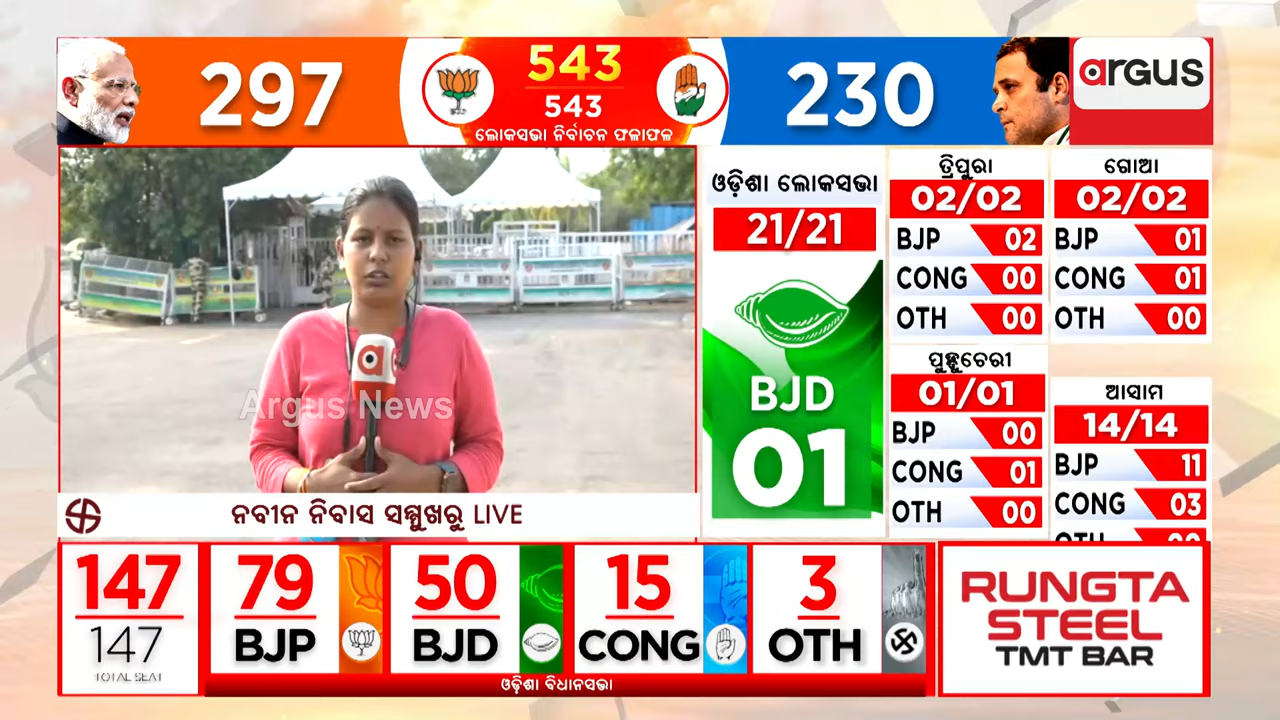 297
543
543
ଲୋକସଭା ନିର୍ବାଚନ ଫଳାଫଳ
230
argus
ଓଡ଼ିଶା ଲୋକସଭା
21/21
BJD
01
ତ୍ରିପୁରା
02/02
BJP 02
CONG 00
OTH 00
ଗୋଆ
02/02
BJP 01
CONG 01
OTH 00
ପୁଡୁଚେରୀ
01/01
BJP 00
CONG 01
OTH 00
ଆସାମ
14/14
BJP 11
CONG 03
Argus News
ନବୀନ ନିବାସ ସମ୍ମୁଖରୁ LIVE
147
147
TOTAL SEAT
79
BJP
50
BJD
15
CONG
3
OTH
ଓଡ଼ିଶା ବିଧାନସଭା
RUNGTA
STEEL
TMT BAR